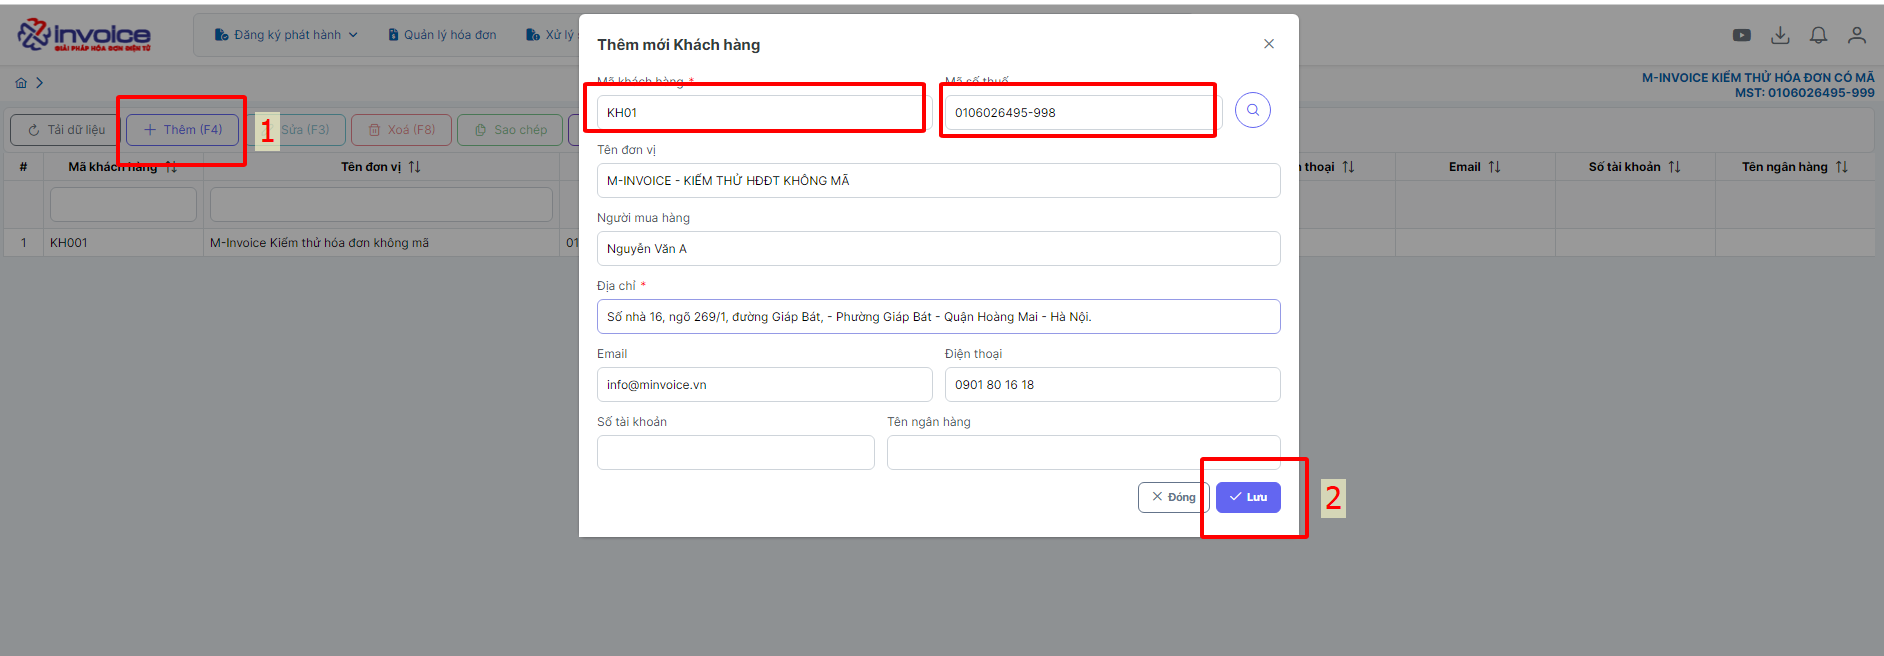 invoice
GIẢI PHÁP HÓA ĐƠN ĐIỆN TỬ
Đăng ký phát hành
Quản lý hóa đơn
Xử lý
M-INVOICE KIỂM THỬ HÓA ĐƠN CÓ MÃ
MST: 0106026495-999
Tải dữ liệu
Thêm (F4)
1
Sửa (F3)
Xoá (F8)
Sao chép
#
Mã khách hàng
Tên đơn vị
thoại
Email
Số tài khoản
Tên ngân hàng
1
KH001
M-Invoice Kiểm thử hóa đơn không mã
01
Thêm mới Khách hàng
Mã khách hàng *
Mã số thuế
KH01
0106026495-998
Tên đơn vị
M-INVOICE - KIỂM THỬ HĐĐT KHÔNG MÃ
Người mua hàng
Nguyễn Văn A
Địa chỉ *
Số nhà 16, ngõ 269/1, đường Giáp Bát, - Phường Giáp Bát - Quận Hoàng Mai - Hà Nội.
Email
Điện thoại
info@minvoice.vn
0901 80 16 18
Số tài khoản
Tên ngân hàng
Đóng
Lưu
2